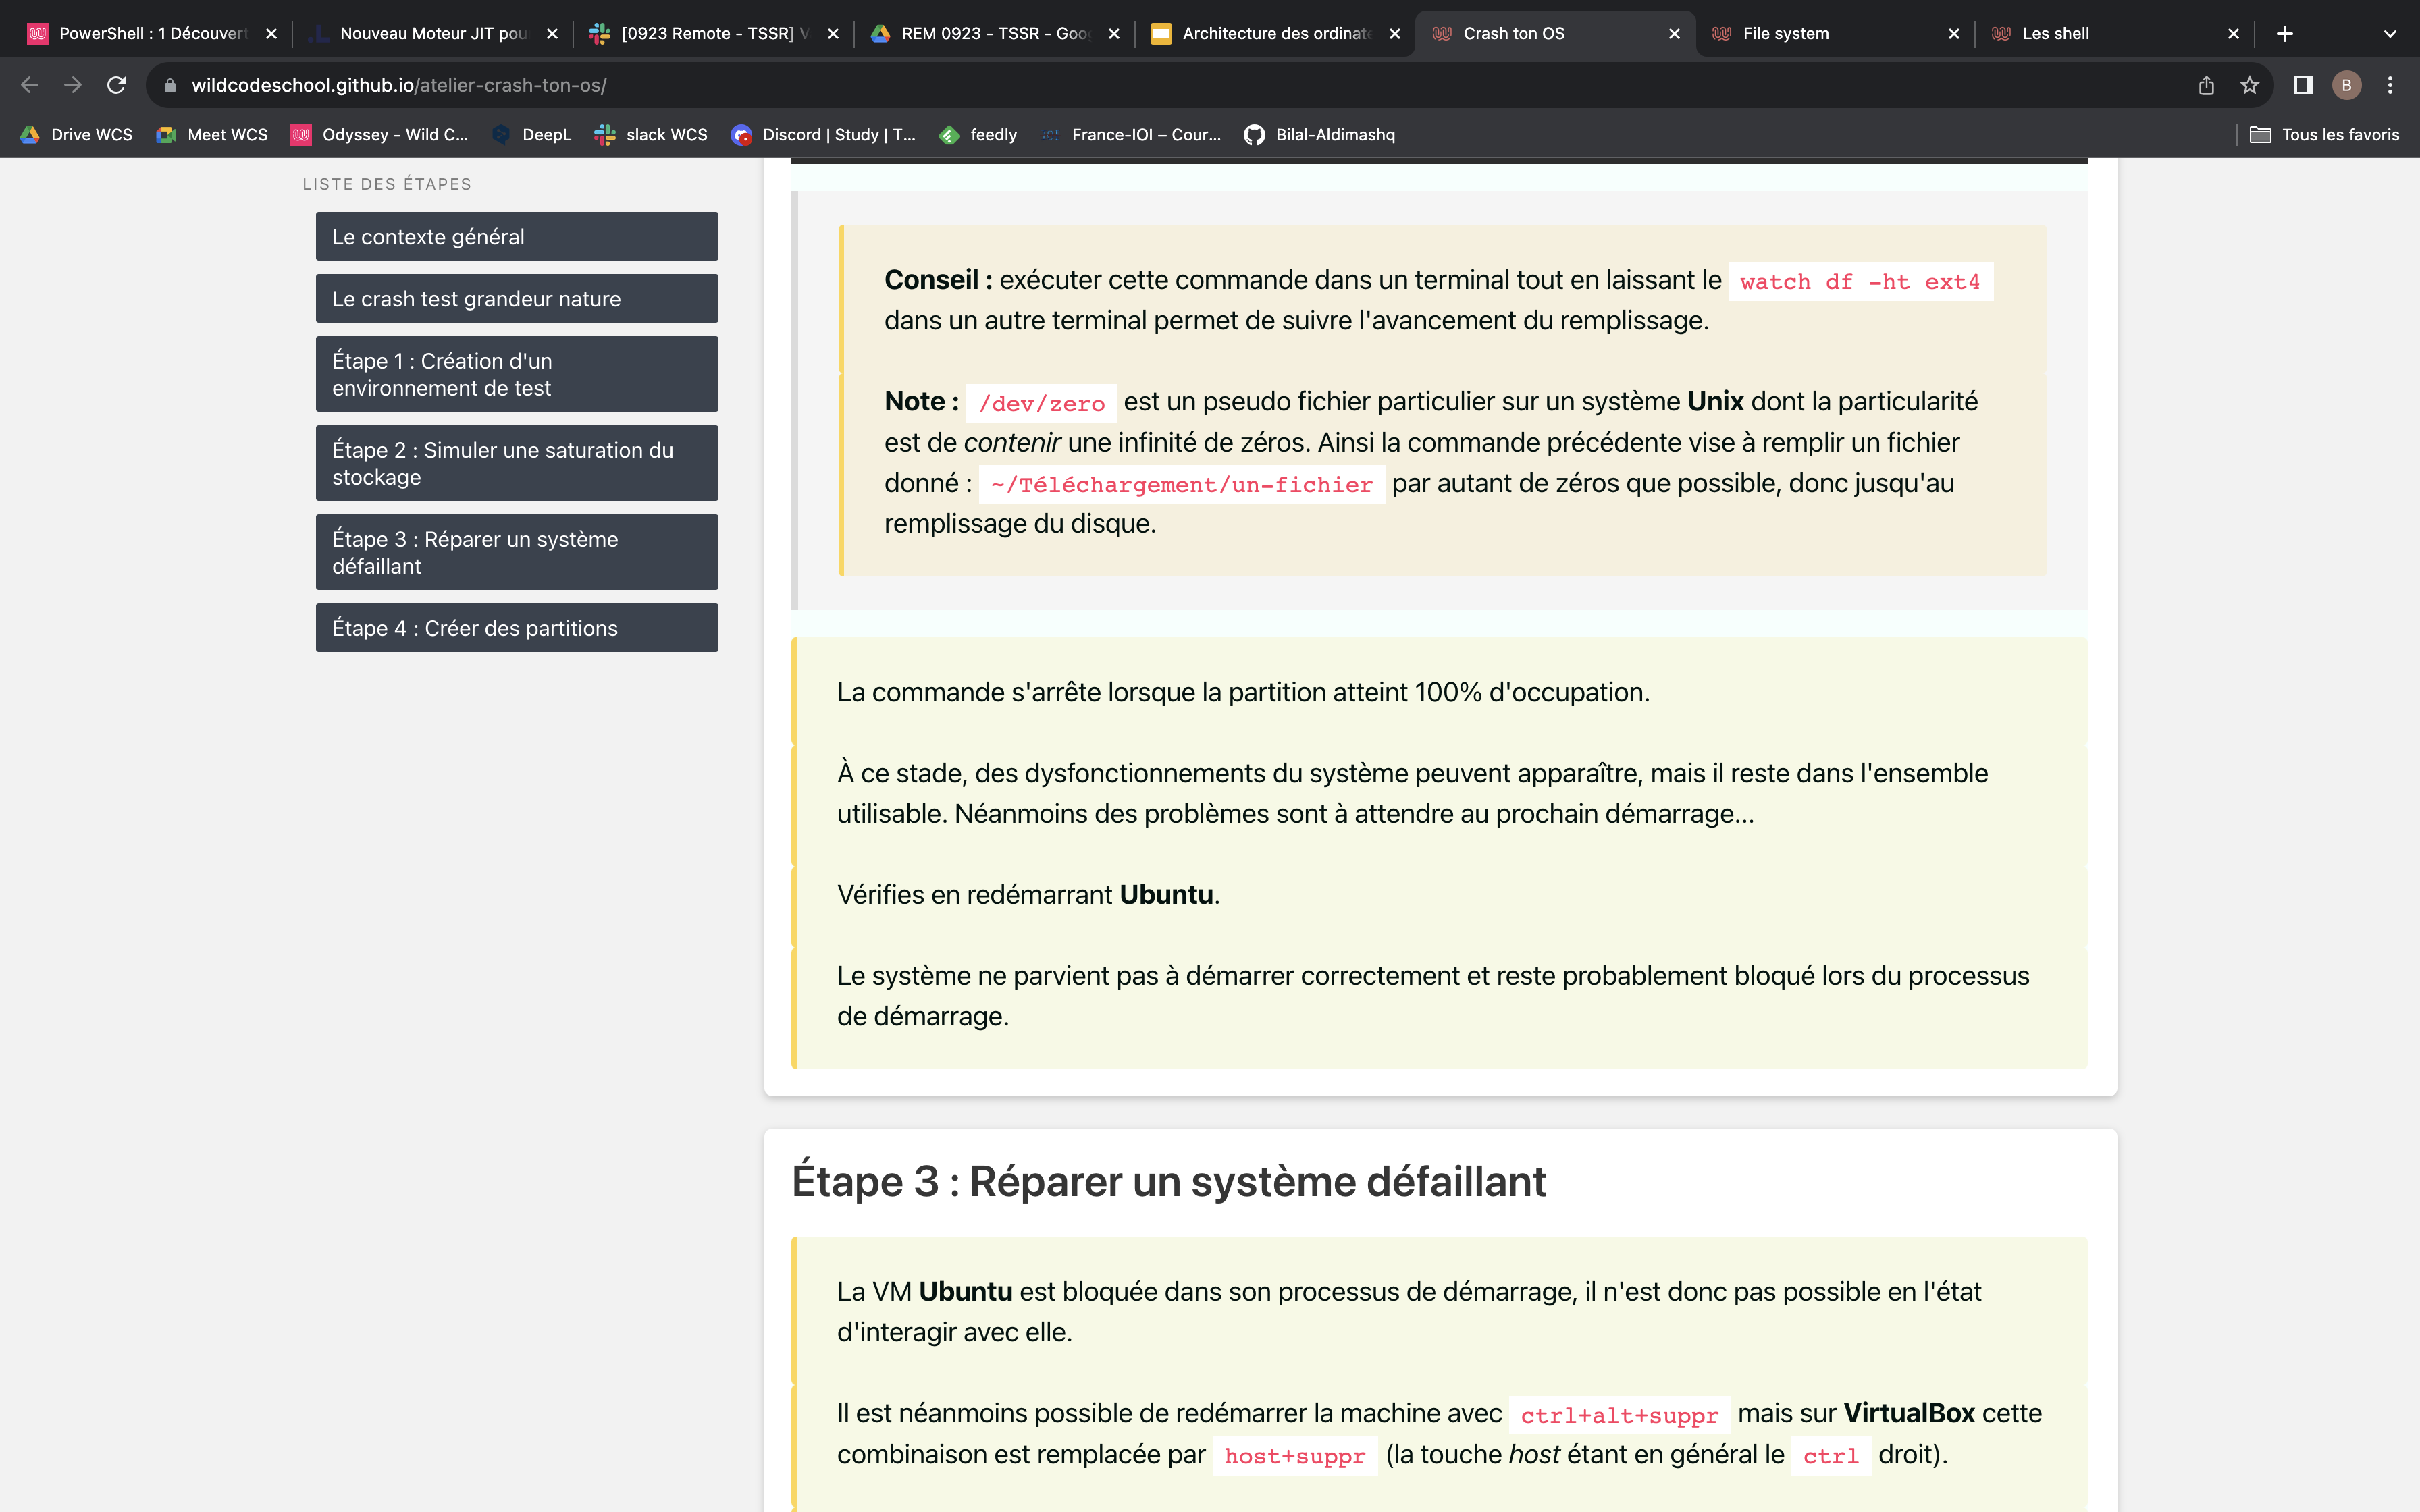 PowerShell : 1 Découvert
Nouveau Moteur JIT pou
[0923 Remote - TSSR] V
REM 0923 - TSSR - Goo
Architecture des ordinate
Crash ton OS
File system
Les shell
wildcodeschool.github.io/atelier-crash-ton-os/
B
Drive WCS
Meet WCS
Odyssey - Wild C...
DeepL
slack WCS
Discord | Study | T...
feedly
France-IOI – Cour...
Bilal-Aldimashq
Tous les favoris
LISTE DES ÉTAPES
Le contexte général
Le crash test grandeur nature
Étape 1 : Création d'un
environnement de test
Étape 2 : Simuler une saturation du
stockage
Étape 3 : Réparer un système
défaillant
Étape 4 : Créer des partitions
Conseil : exécuter cette commande dans un terminal tout en laissant le watch df -ht ext4
dans un autre terminal permet de suivre l'avancement du remplissage.
Note : /dev/zero est un pseudo fichier particulier sur un système Unix dont la particularité
est de contenir une infinité de zéros. Ainsi la commande précédente vise à remplir un fichier
donné : ~/Téléchargement/un-fichier par autant de zéros que possible, donc jusqu'au
remplissage du disque.
La commande s'arrête lorsque la partition atteint 100% d'occupation.
À ce stade, des dysfonctionnements du système peuvent apparaître, mais il reste dans l'ensemble
utilisable. Néanmoins des problèmes sont à attendre au prochain démarrage...
Vérifies en redémarrant Ubuntu.
Le système ne parvient pas à démarrer correctement et reste probablement bloqué lors du processus
de démarrage.
Étape 3 : Réparer un système défaillant
La VM Ubuntu est bloquée dans son processus de démarrage, il n'est donc pas possible en l'état
d'interagir avec elle.
Il est néanmoins possible de redémarrer la machine avec ctrl+alt+suppr mais sur VirtualBox cette
combinaison est remplacée par host+suppr (la touche host étant en général le ctrl droit).